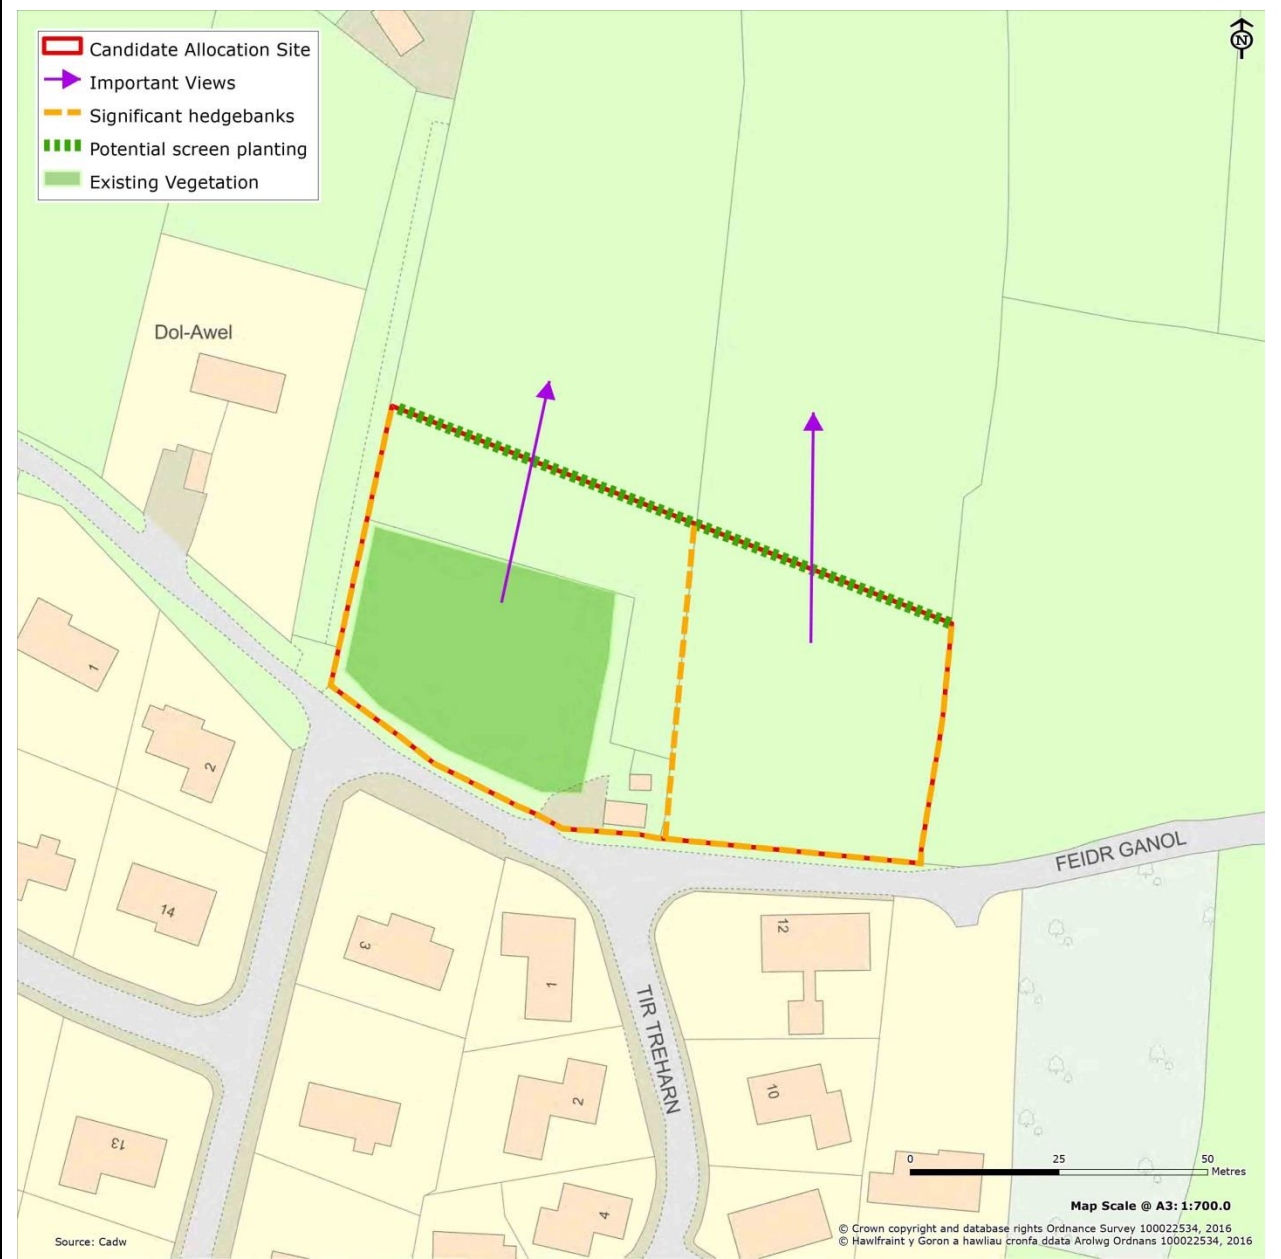 N
Candidate Allocation Site
Important Views
Significant hedgebanks
Potential screen planting
Existing Vegetation
Dol-Awel
1
2
14
3
1
12
FEIDR GANOL
TIR TREHARN
2
10
13
4
0 25 50
Metres
Map Scale @ A3: 1:700.0
Source: Cadw
© Crown copyright and database rights Ordnance Survey 100022534, 2016
© Hawlfraint y Goron a hawliau cronfa ddata Arolwg Ordnans 100022534, 2016